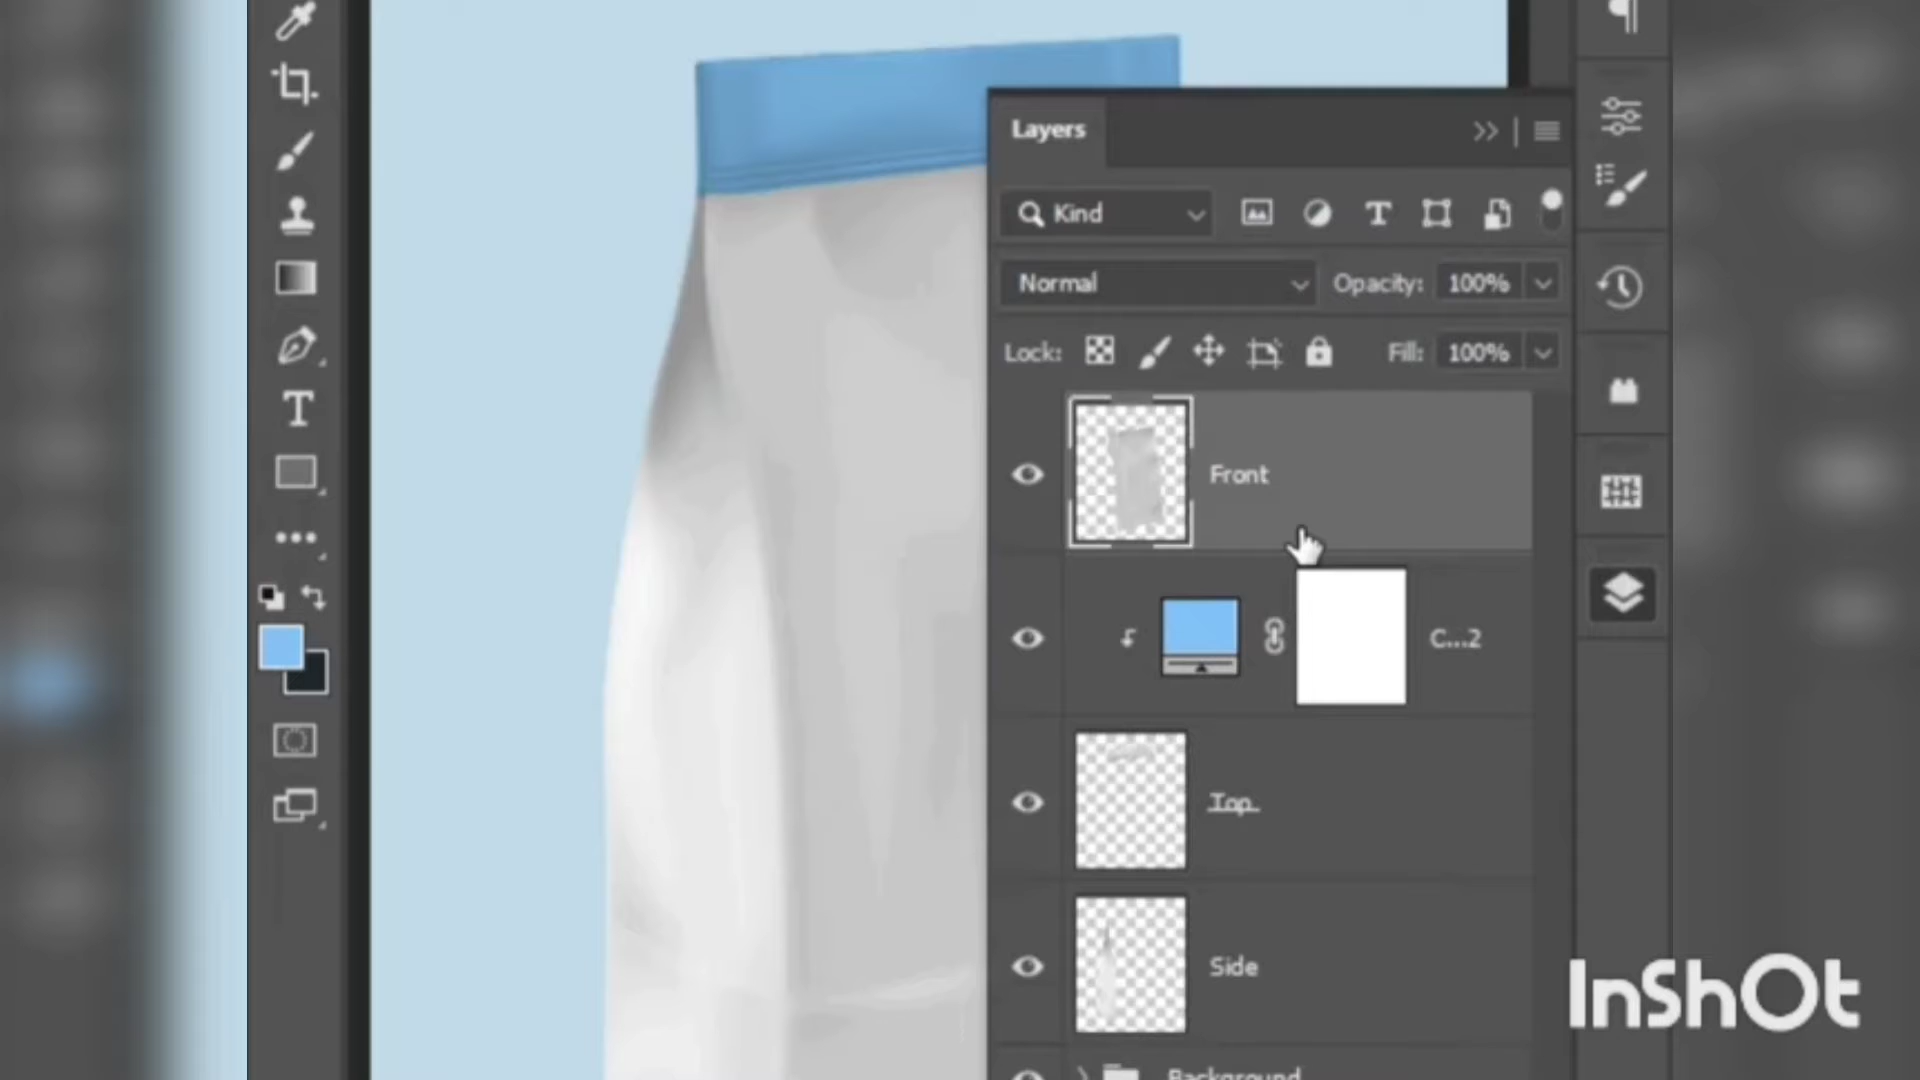 Layers
Kind
Normal
Opacity: 100%
Lock:
Fill: 100%
Front
C...2
Top
Side
Background
InShOt